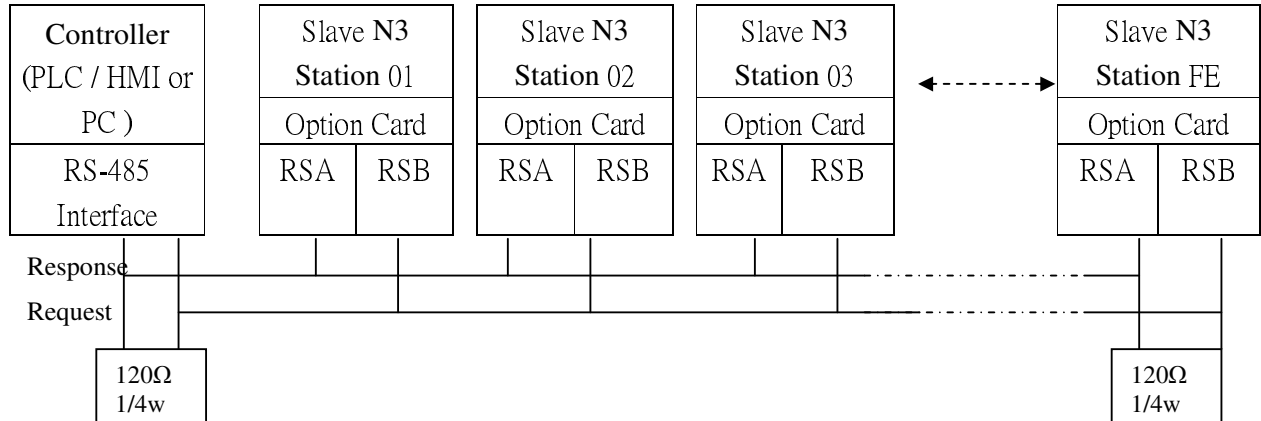 Controller
(PLC / HMI or
PC )
RS-485
Interface
Slave N3
Station 01
Option Card
RSA RSB
Slave N3
Station 02
Option Card
RSA RSB
Slave N3
Station 03
Option Card
RSA RSB
Slave N3
Station FE
Option Card
RSA RSB
Response
Request
120Ω
1/4w
120Ω
1/4w